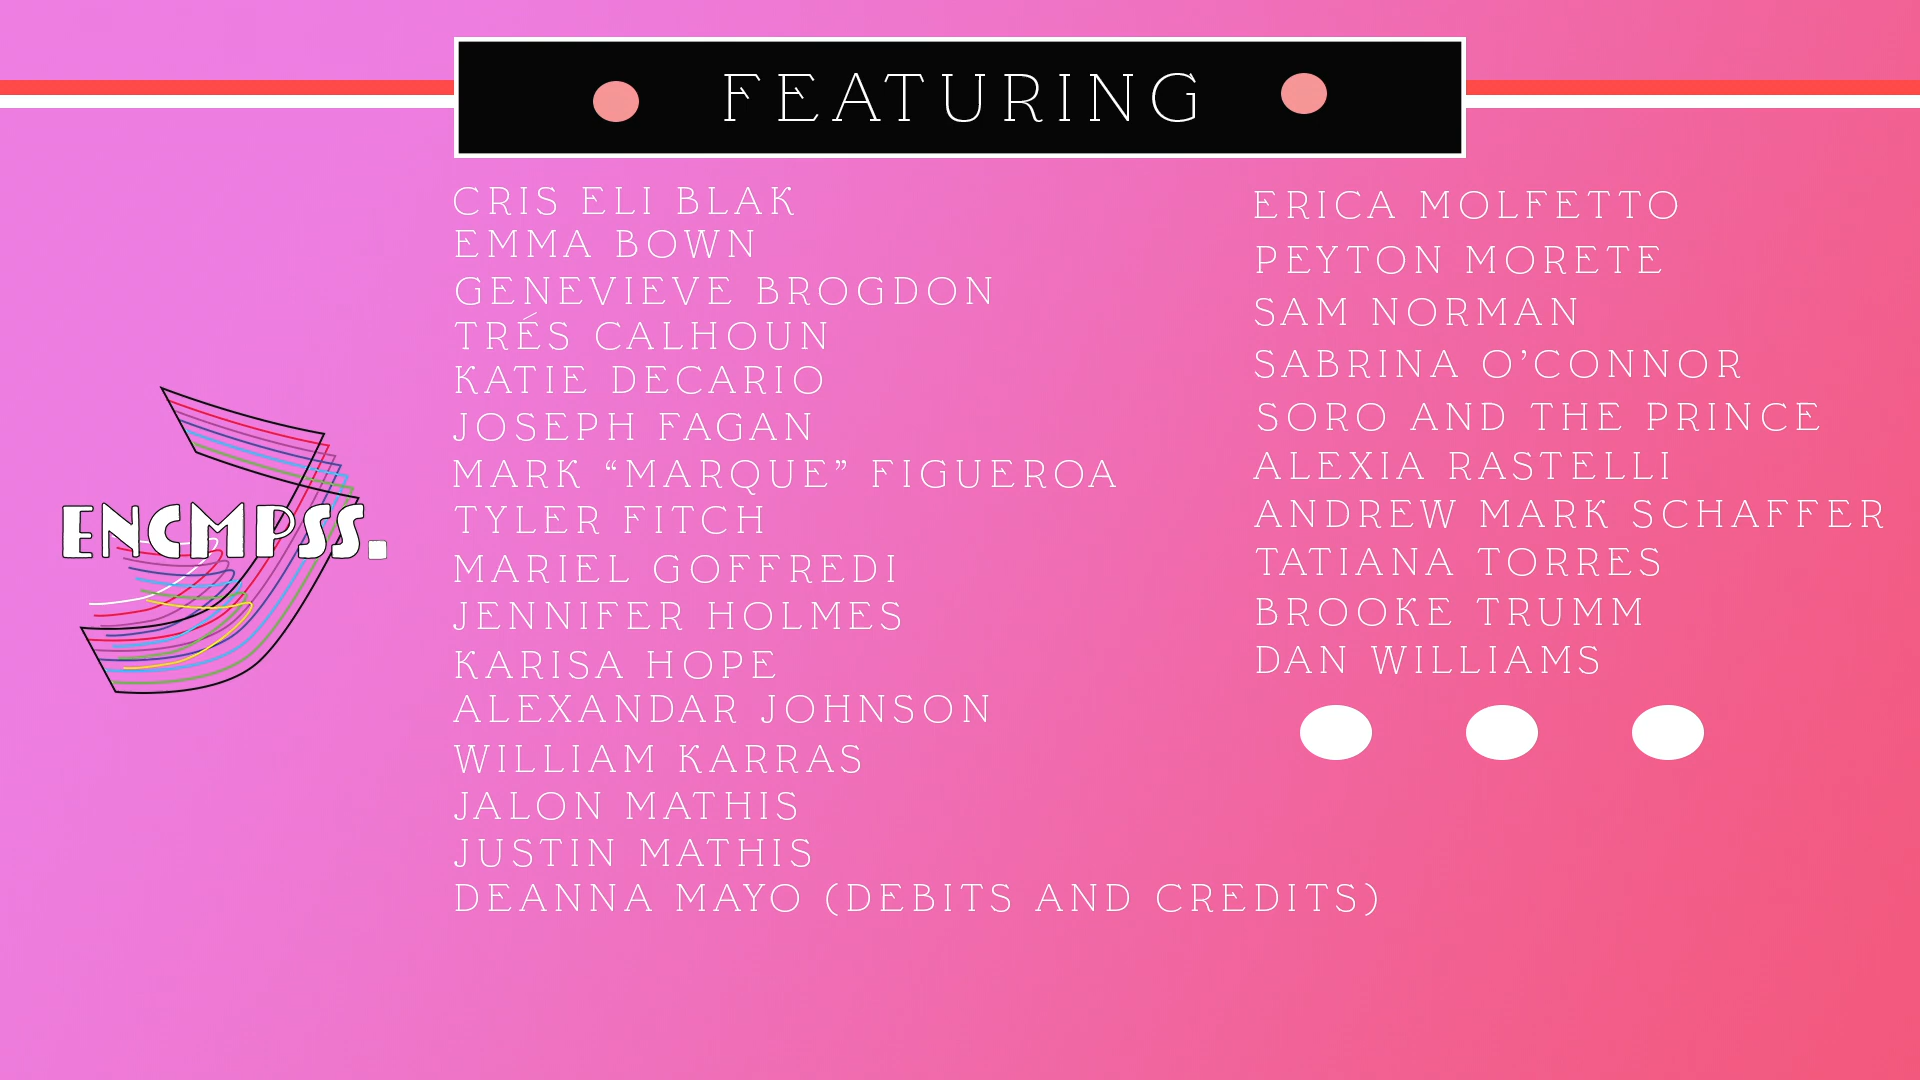 FEATURING
CRIS ELI BLAK
EMMA BOWN
GENEVIEVE BROGDON
TRÉS CALHOUN
KATIE DECARIO
JOSEPH FAGAN
MARK “MARQUE” FIGUEROA
TYLER FITCH
MARIEL GOFFREDI
JENNIFER HOLMES
KARISA HOPE
ALEXANDAR JOHNSON
WILLIAM KARRAS
JALON MATHIS
JUSTIN MATHIS
DEANNA MAYO (DEBITS AND CREDITS)
ERICA MOLFETTO
PEYTON MORETE
SAM NORMAN
SABRINA O’CONNOR
SORO AND THE PRINCE
ALEXIA RASTELLI
ANDREW MARK SCHAFFER
TATIANA TORRES
BROOKE TRUMM
DAN WILLIAMS
ENCMPSS.